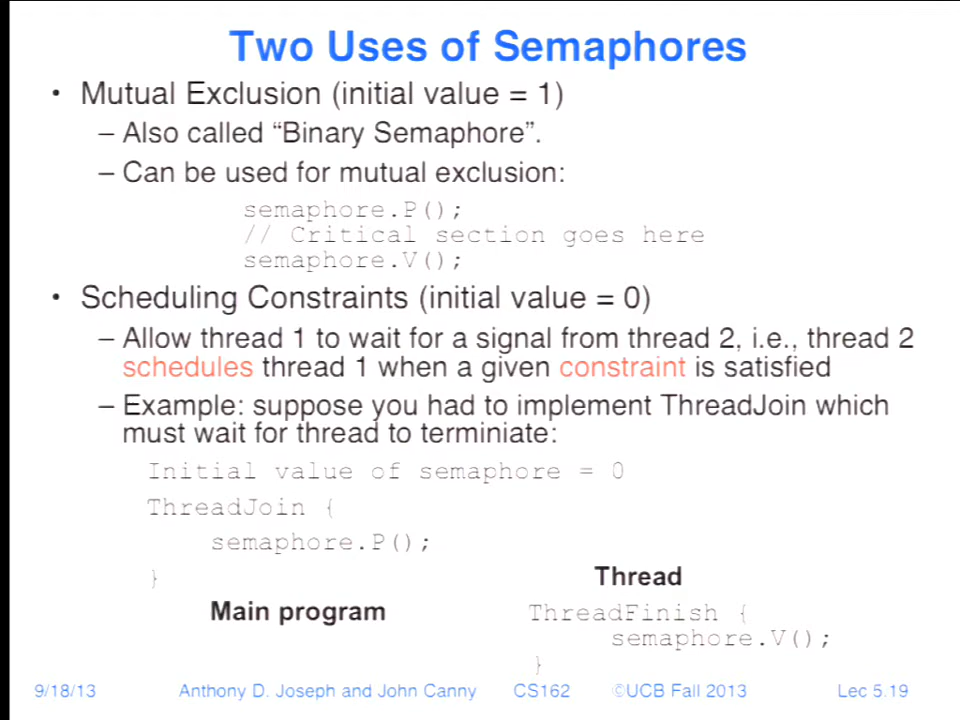 Two Uses of Semaphores
• Mutual Exclusion (initial value = 1)
– Also called “Binary Semaphore”.
– Can be used for mutual exclusion:
semaphore.P();
// Critical section goes here
semaphore.V();
• Scheduling Constraints (initial value = 0)
– Allow thread 1 to wait for a signal from thread 2, i.e., thread 2
schedules thread 1 when a given constraint is satisfied
– Example: suppose you had to implement ThreadJoin which
must wait for thread to terminiate:
Initial value of semaphore = 0
ThreadJoin {
semaphore.P();
}
Main program
Thread
ThreadFinish {
semaphore.V();
}
9/18/13 Anthony D. Joseph and John Canny CS162 ©UCB Fall 2013 Lec 5.19